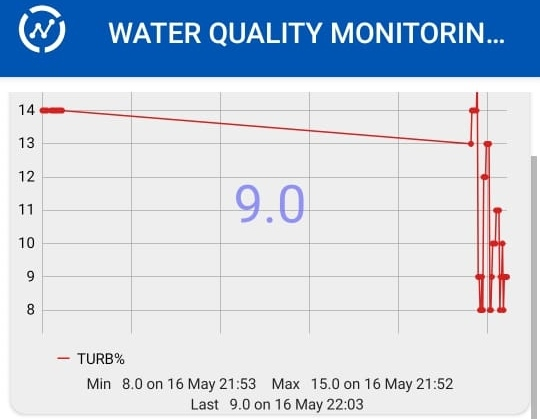 WATER QUALITY MONITORIN...
14
13
12
9.0
11
10
9
8
TURB%
Min 8.0 on 16 May 21:53 Max 15.0 on 16 May 21:52
Last 9.0 on 16 May 22:03